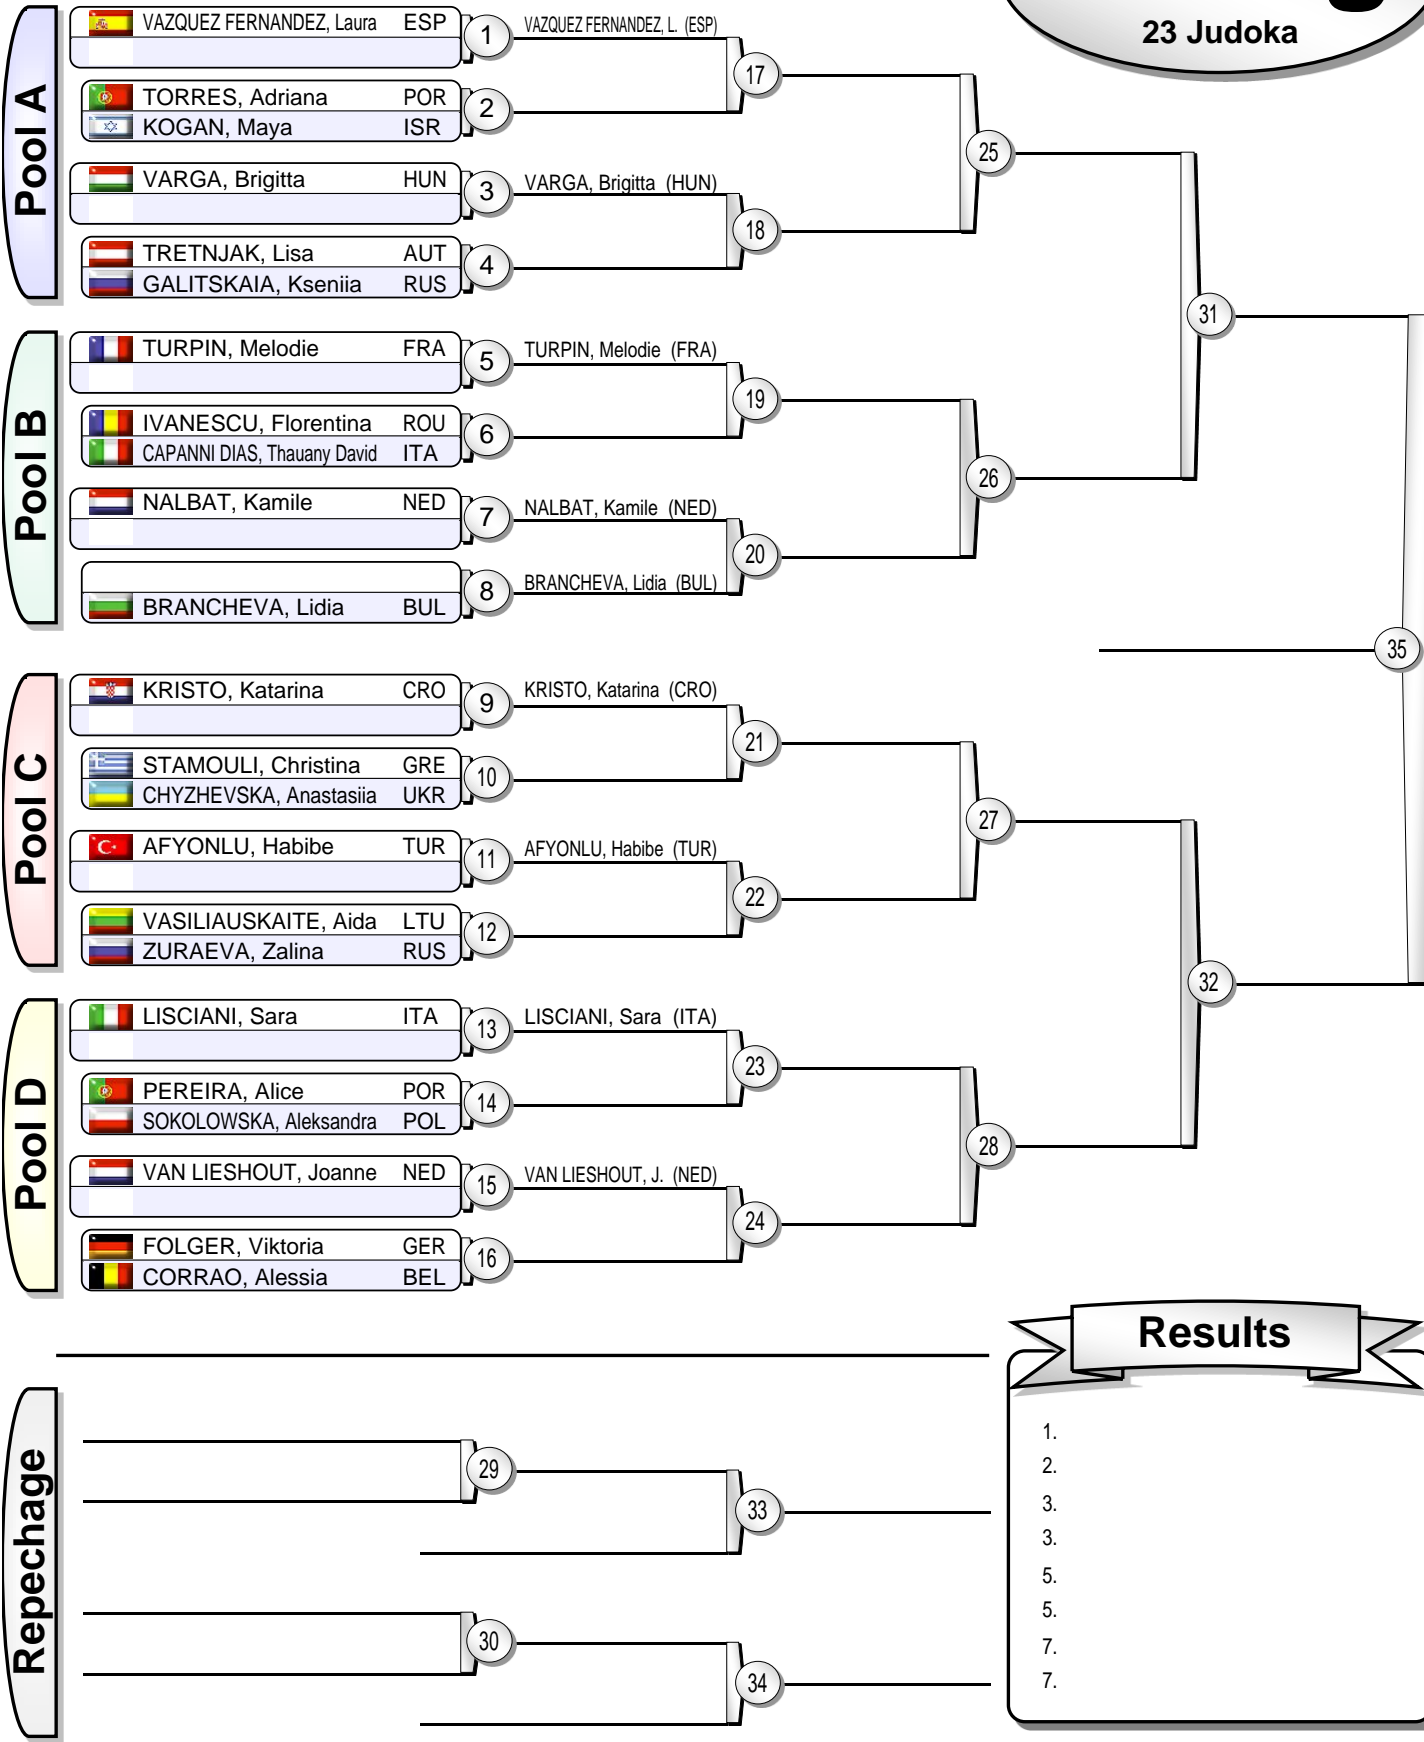 23 Judoka
Pool A
VAZQUEZ FERNANDEZ, Laura ESP
1
VAZQUEZ FERNANDEZ, L. (ESP)
17
TORRES, Adriana POR
KOGAN, Maya ISR
2
25
VARGA, Brigitta HUN
3
VARGA, Brigitta (HUN)
18
TRETNJAK, Lisa AUT
GALITSKAIA, Kseniia RUS
4
31
Pool B
TURPIN, Melodie FRA
5
TURPIN, Melodie (FRA)
19
IVANESCU, Florentina ROU
CAPANNI DIAS, Thauany David ITA
6
26
NALBAT, Kamile NED
7
NALBAT, Kamile (NED)
20
8
BRANCHEVA, Lidia (BUL)
BRANCHEVA, Lidia BUL
35
Pool C
KRISTO, Katarina CRO
9
KRISTO, Katarina (CRO)
21
STAMOULI, Christina GRE
CHYZHEVSKA, Anastasiia UKR
10
27
AFYONLU, Habibe TUR
11
AFYONLU, Habibe (TUR)
22
VASILIAUSKAITE, Aida LTU
ZURAEVA, Zalina RUS
12
32
Pool D
LISCIANI, Sara ITA
13
LISCIANI, Sara (ITA)
23
PEREIRA, Alice POR
SOKOLOWSKA, Aleksandra POL
14
28
VAN LIESHOUT, Joanne NED
15
VAN LIESHOUT, J. (NED)
24
FOLGER, Viktoria GER
CORRAO, Alessia BEL
16
Repechage
29
33
30
34
Results
1.
2.
3.
3.
5.
5.
7.
7.